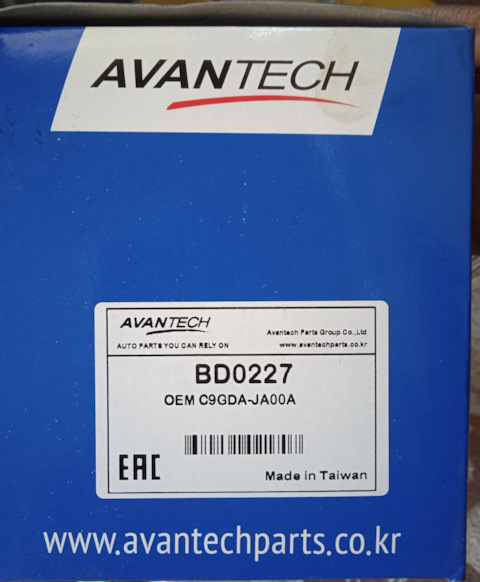 AVANTECH
AVANTECH
AUTO PARTS YOU CAN RELY ON
Avantech Parts Group Co.,Ltd
www.avantechparts.co.kr
BD0227
OEM C9GDA-JA00A
EAC
Made in Taiwan
www.avantechparts.co.kr